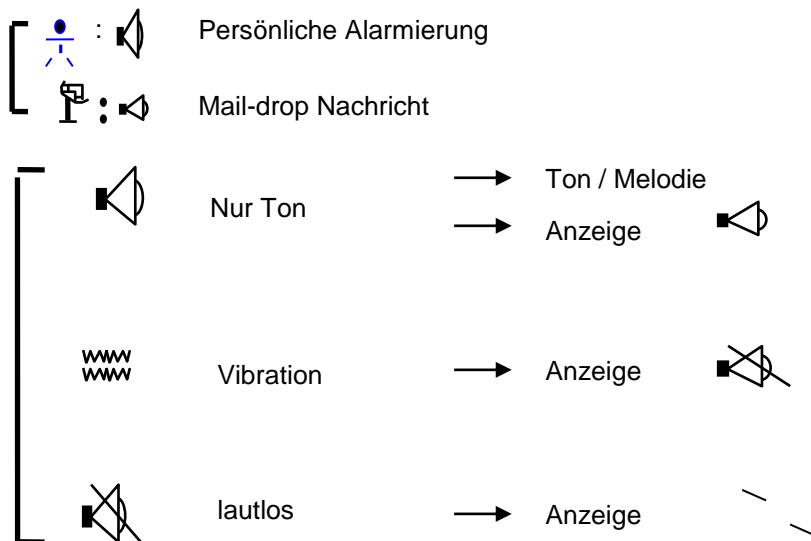 : Persönliche Alarmierung
: Mail-drop Nachricht
Nur Ton
Ton / Melodie
Anzeige
Vibration
Anzeige
lautlos
Anzeige